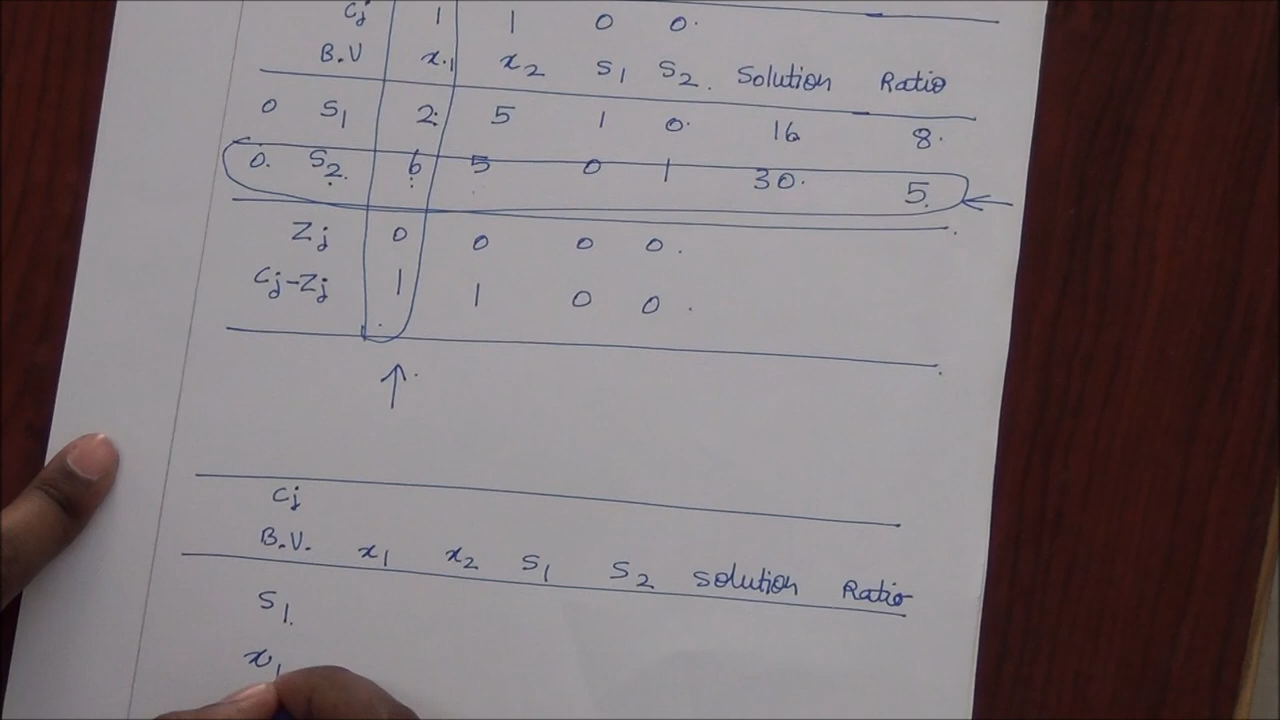 Cj 1 1 0 0
B.V x1 x2 S1 S2 Solution Ratio
0 S1 2 5 1 0 16 8
0 S2 6 5 0 1 30 5
Zj 0 0 0 0
Cj-Zj 1 1 0 0
Cj
B.V. x1 x2 S1 S2 Solution Ratio
S1
x1